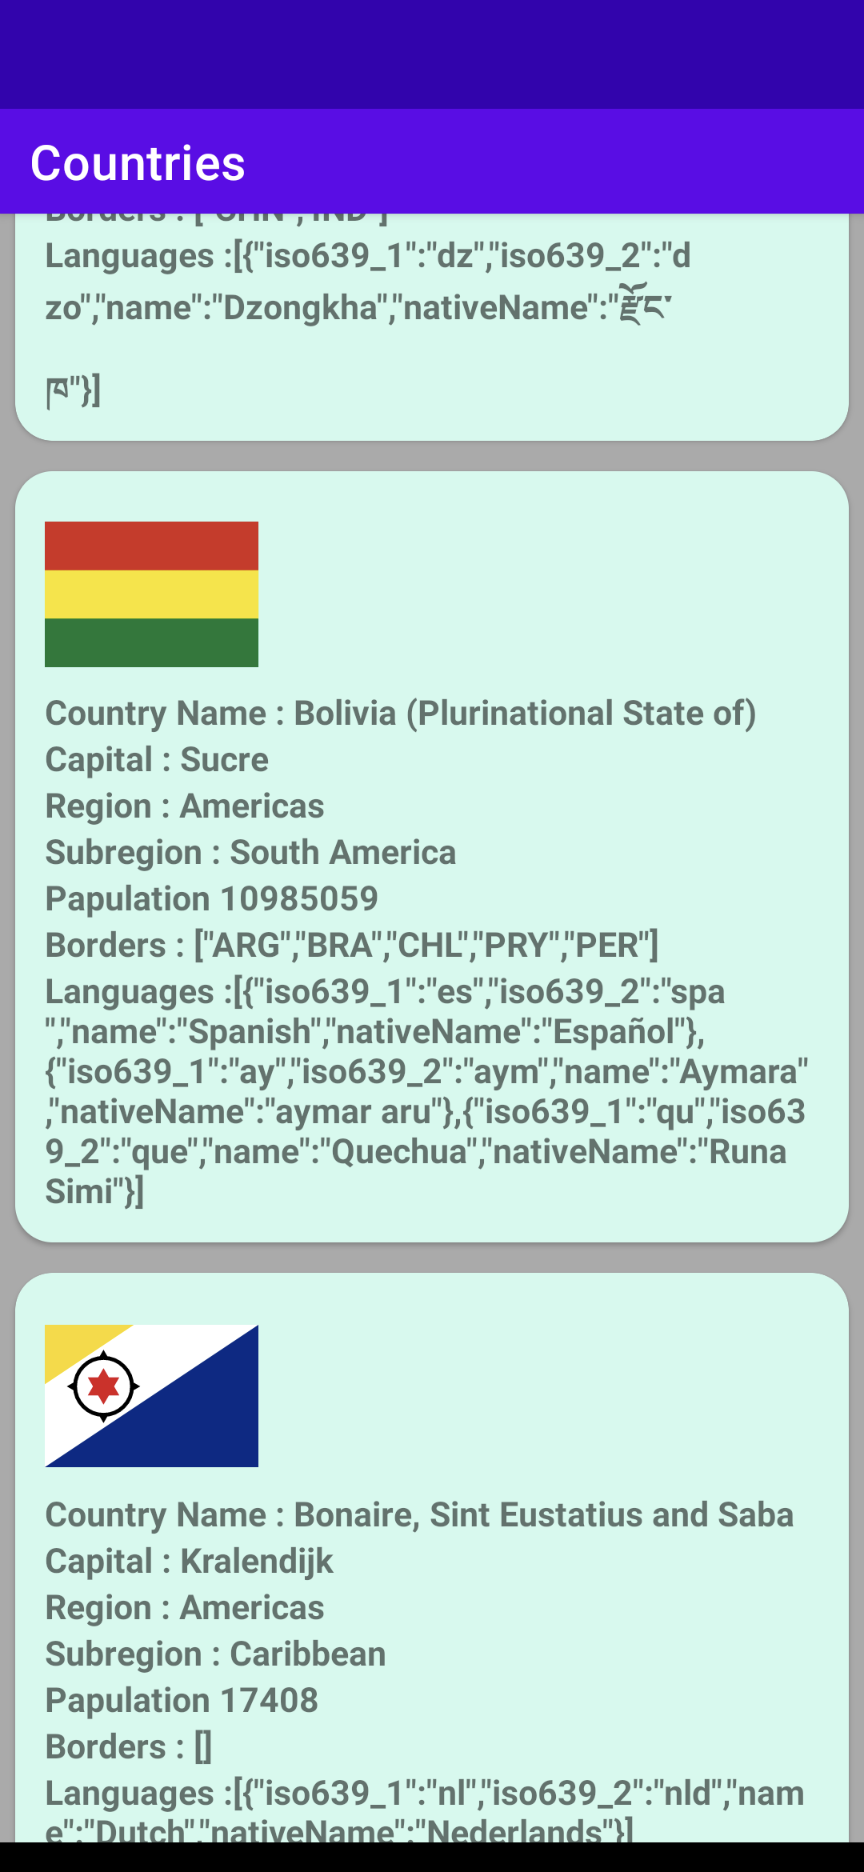 Countries
Borders : ["CHN","IND"]
Languages :[{"iso639_1":"dz","iso639_2":"d
zo","name":"Dzongkha","nativeName":"རྫོང་
ཁ"}]
Country Name : Bolivia (Plurinational State of)
Capital : Sucre
Region : Americas
Subregion : South America
Papulation 10985059
Borders : ["ARG","BRA","CHL","PRY","PER"]
Languages :[{"iso639_1":"es","iso639_2":"spa
","name":"Spanish","nativeName":"Español"},
{"iso639_1":"ay","iso639_2":"aym","name":"Aymara"
,"nativeName":"aymar aru"},{"iso639_1":"qu","iso63
9_2":"que","name":"Quechua","nativeName":"Runa
Simi"}]
Country Name : Bonaire, Sint Eustatius and Saba
Capital : Kralendijk
Region : Americas
Subregion : Caribbean
Papulation 17408
Borders : []
Languages :[{"iso639_1":"nl","iso639_2":"nld","nam
e":"Dutch","nativeName":"Nederlands"}]